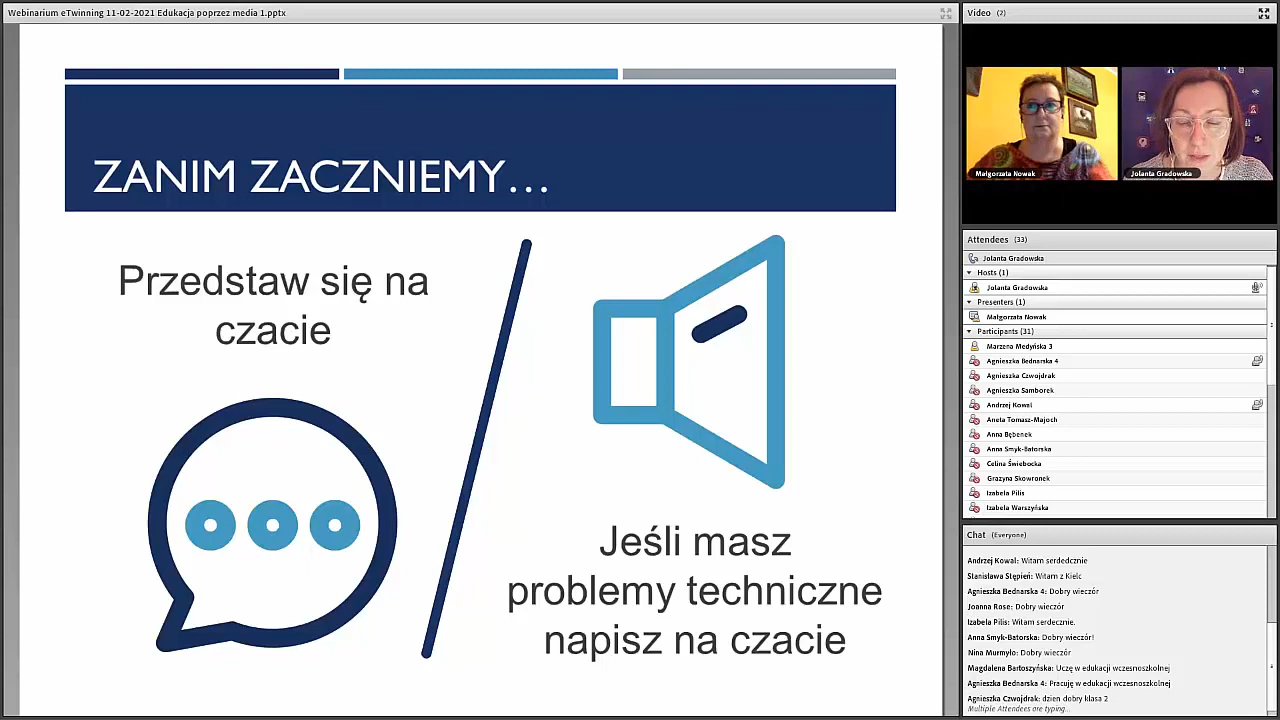 Webinarium eTwinning 11-02-2021 Edukacja poprzez media 1.pptx
ZANIM ZACZNIEMY...
Przedstaw się na
czacie
Jeśli masz
problemy techniczne
napisz na czacie
Video (2)
Małgorzata Nowak
Jolanta Gradowska
Attendees (33)
Jolanta Gradowska
Hosts (1)
Jolanta Gradowska
Presenters (1)
Małgorzata Nowak
Participants (31)
Marzena Medyńska 3
Agnieszka Bednarska 4
Agnieszka Czwojdrak
Agnieszka Samborek
Andrzej Kowal
Aneta Tomasz-Majoch
Anna Bębenek
Anna Smyk-Batorska
Celina Świebocka
Grazyna Skowronek
Izabela Pilis
Izabela Warszyńska
Chat (Everyone)
Andrzej Kowal: Witam serdedcznie
Stanisława Stępień: Witam z Kielc
Agnieszka Bednarska 4: Dobry wieczór
Joanna Rose: Dobry wieczór
Izabela Pilis: Witam serdecznie.
Anna Smyk-Batorska: Dobry wieczór!
Nina Murmyło: Dobry wieczór
Magdalena Bartoszyńska: Uczę w edukacji wczesnoszkolnej
Agnieszka Bednarska 4: Pracuję w edukacji wczesnoszkolnej
Agnieszka Czwojdrak: dzien dobry klasa 2
Multiple Attendees are typing...